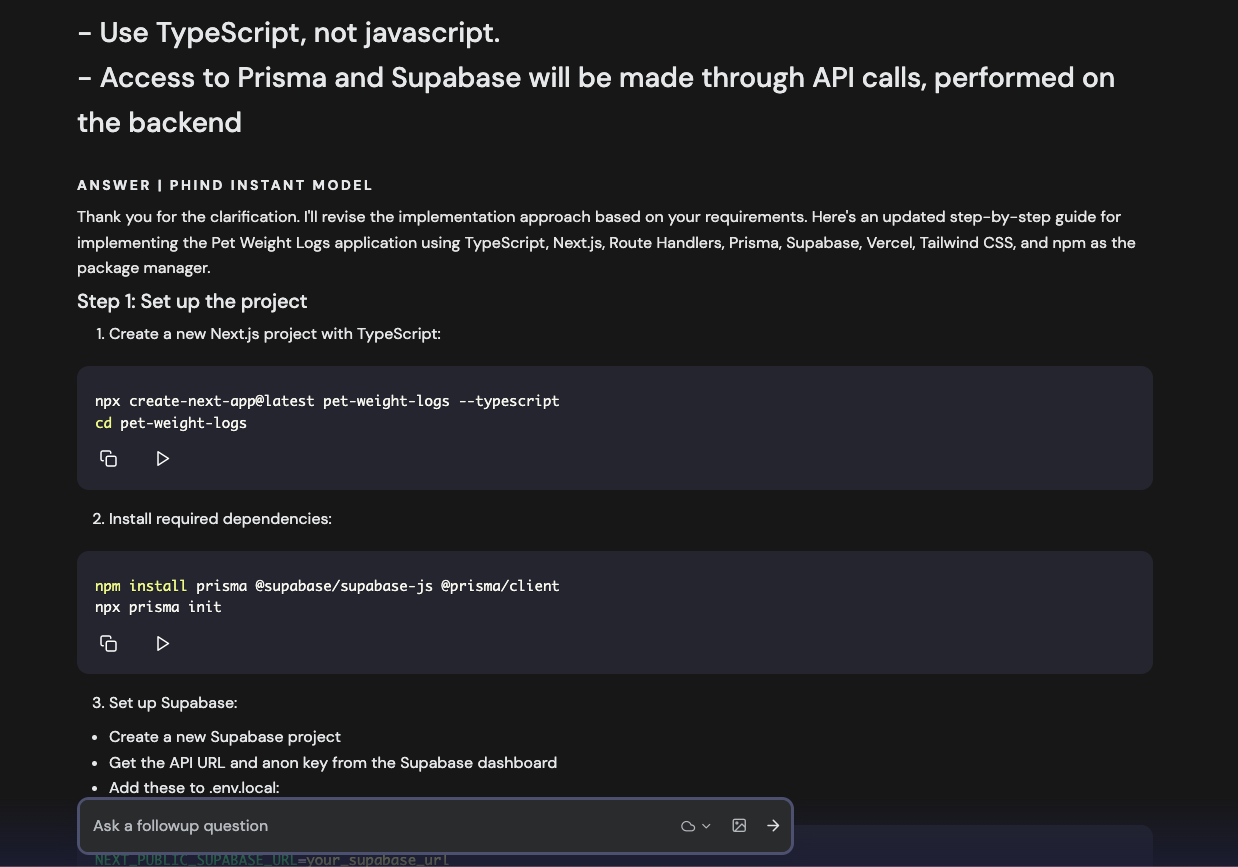 - Use TypeScript, not javascript.
- Access to Prisma and Supabase will be made through API calls, performed on
the backend
ANSWER | PHIND INSTANT MODEL
Thank you for the clarification. I'll revise the implementation approach based on your requirements. Here's an updated step-by-step guide for
implementing the Pet Weight Logs application using TypeScript, Next.js, Route Handlers, Prisma, Supabase, Vercel, Tailwind CSS, and npm as the
package manager.
Step 1: Set up the project
1. Create a new Next.js project with TypeScript:
npx create-next-app@latest pet-weight-logs --typescript
cd pet-weight-logs
2. Install required dependencies:
npm install prisma @supabase/supabase-js @prisma/client
npx prisma init
3. Set up Supabase:
• Create a new Supabase project
• Get the API URL and anon key from the Supabase dashboard
• Add these to .env.local:
Ask a followup question
NEXT_PUBLIC_SUPABASE_URL=your_supabase_url